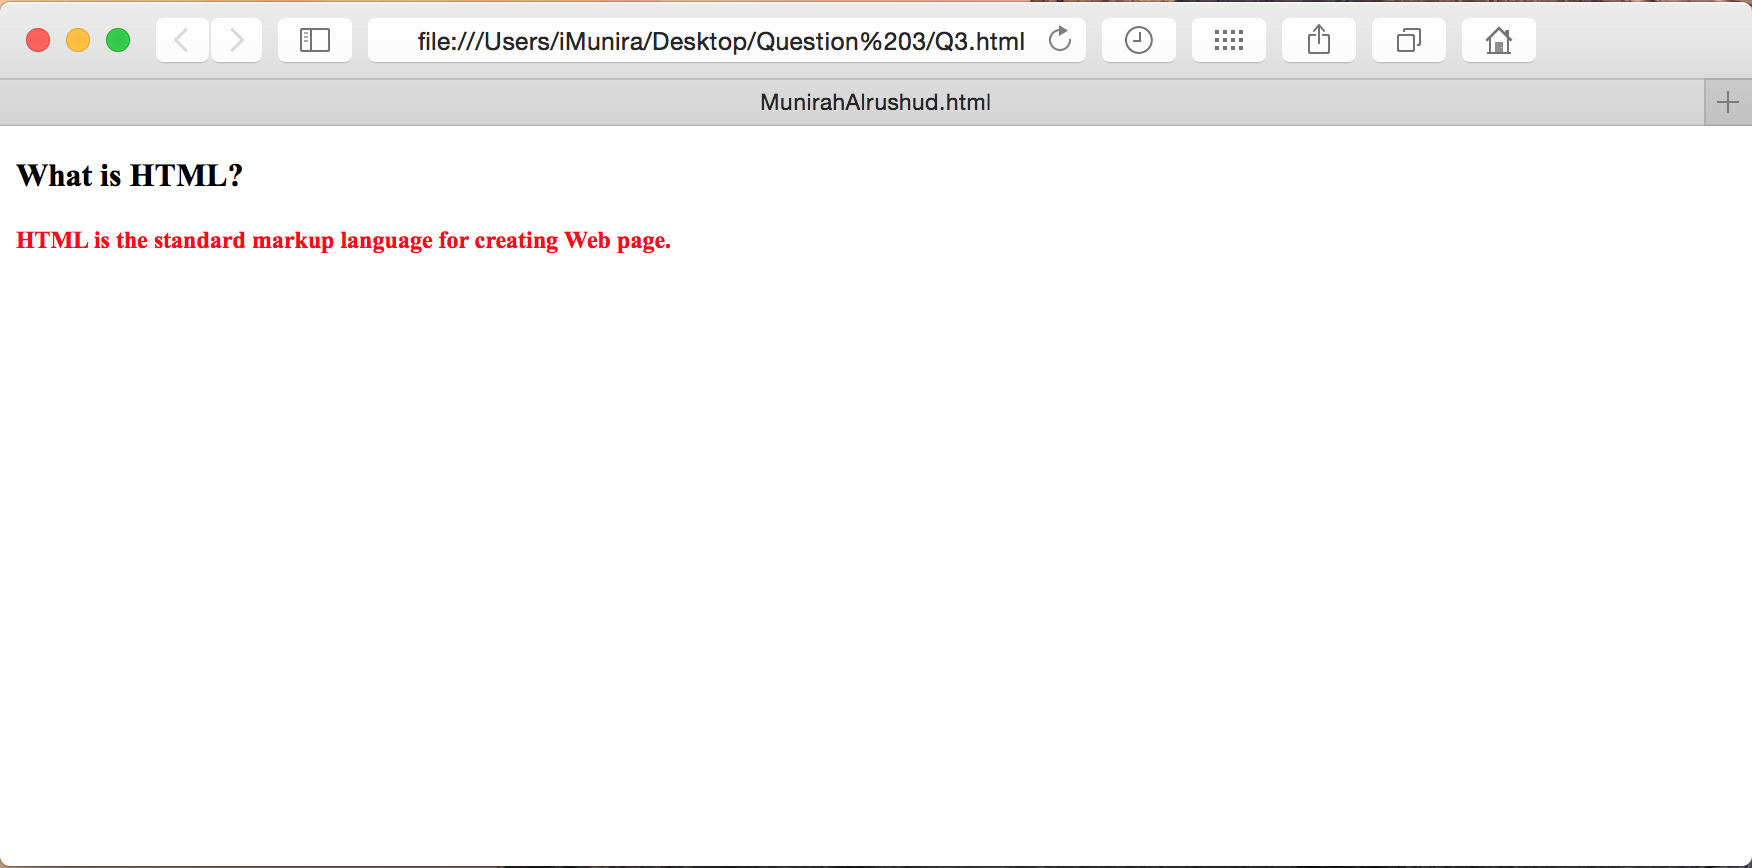 file:///Users/iMunira/Desktop/Question%203/Q3.html
MunirahAlrushud.html
What is HTML?
HTML is the standard markup language for creating Web page.